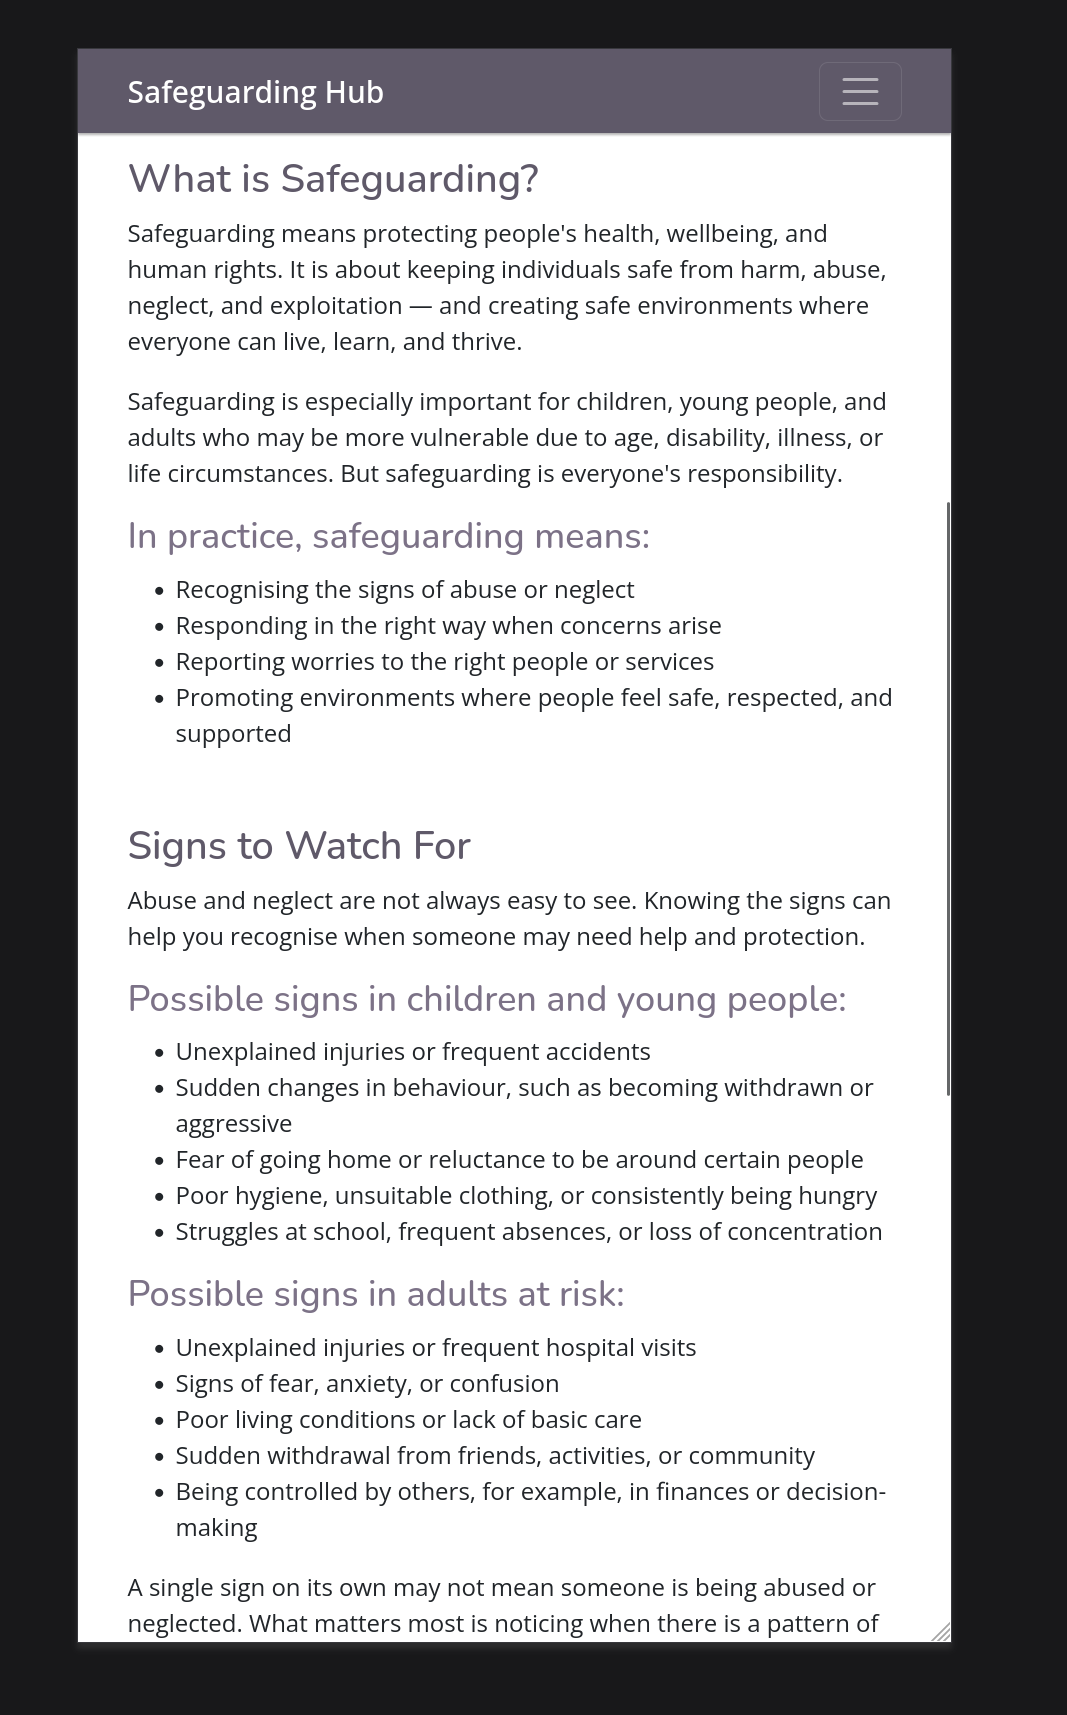 Safeguarding Hub
What is Safeguarding?
Safeguarding means protecting people's health, wellbeing, and
human rights. It is about keeping individuals safe from harm, abuse,
neglect, and exploitation — and creating safe environments where
everyone can live, learn, and thrive.
Safeguarding is especially important for children, young people, and
adults who may be more vulnerable due to age, disability, illness, or
life circumstances. But safeguarding is everyone's responsibility.
In practice, safeguarding means:
• Recognising the signs of abuse or neglect
• Responding in the right way when concerns arise
• Reporting worries to the right people or services
• Promoting environments where people feel safe, respected, and
supported
Signs to Watch For
Abuse and neglect are not always easy to see. Knowing the signs can
help you recognise when someone may need help and protection.
Possible signs in children and young people:
• Unexplained injuries or frequent accidents
• Sudden changes in behaviour, such as becoming withdrawn or
aggressive
• Fear of going home or reluctance to be around certain people
• Poor hygiene, unsuitable clothing, or consistently being hungry
• Struggles at school, frequent absences, or loss of concentration
Possible signs in adults at risk:
• Unexplained injuries or frequent hospital visits
• Signs of fear, anxiety, or confusion
• Poor living conditions or lack of basic care
• Sudden withdrawal from friends, activities, or community
• Being controlled by others, for example, in finances or decision-
making
A single sign on its own may not mean someone is being abused or
neglected. What matters most is noticing when there is a pattern of